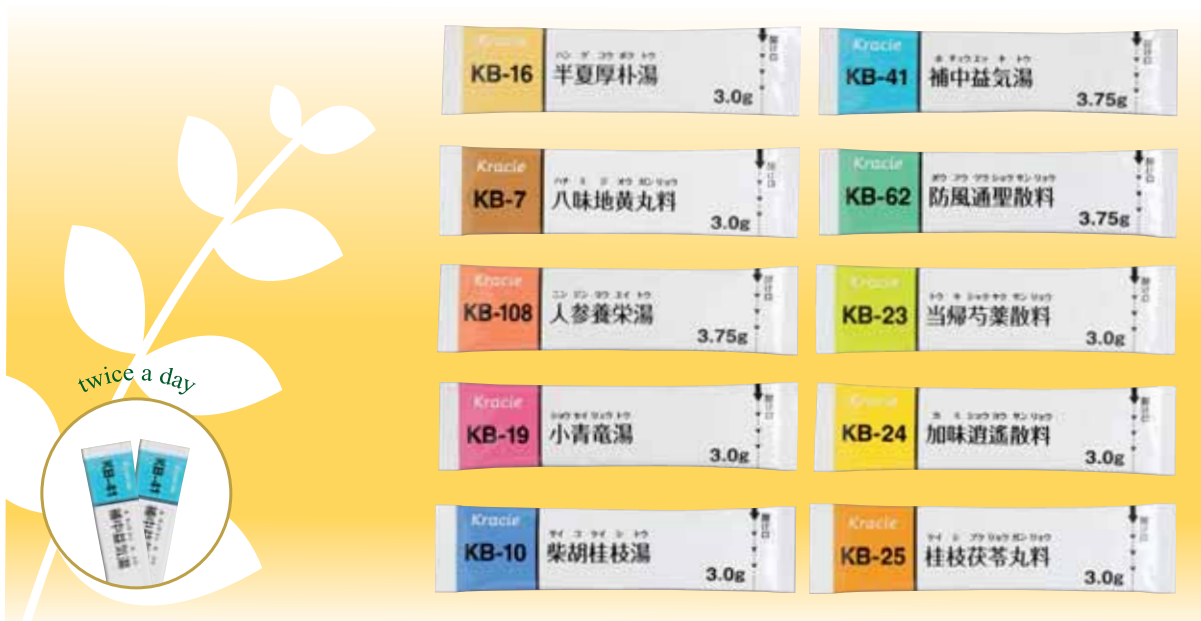 Kracie
KB-16
ハン ゲ コウ ボク トウ
半夏厚朴湯
3.0g
Kracie
KB-41
ホ チュウ エッ キ トウ
補中益気湯
3.75g
Kracie
KB-7
ハチ ミ ジ オウ ガン リョウ
八味地黄丸料
3.0g
Kracie
KB-62
ボウ フウ ツウ ショウ サン リョウ
防風通聖散料
3.75g
Kracie
KB-108
ニン ジン ヨウ エイ トウ
人参養栄湯
3.75g
Kracie
KB-23
トウ キ シャク ヤク サン リョウ
当帰芍薬散料
3.0g
Kracie
KB-19
ショウ セイ リュウ トウ
小青竜湯
3.0g
Kracie
KB-24
カ ミ ショウ ヨウ サン リョウ
加味逍遙散料
3.0g
Kracie
KB-10
サイ コ ケイ シ トウ
柴胡桂枝湯
3.0g
Kracie
KB-25
ケイ シ ブク リョウ ガン リョウ
桂枝茯苓丸料
3.0g
twice a day
KB-41
補中益気湯
KB-41